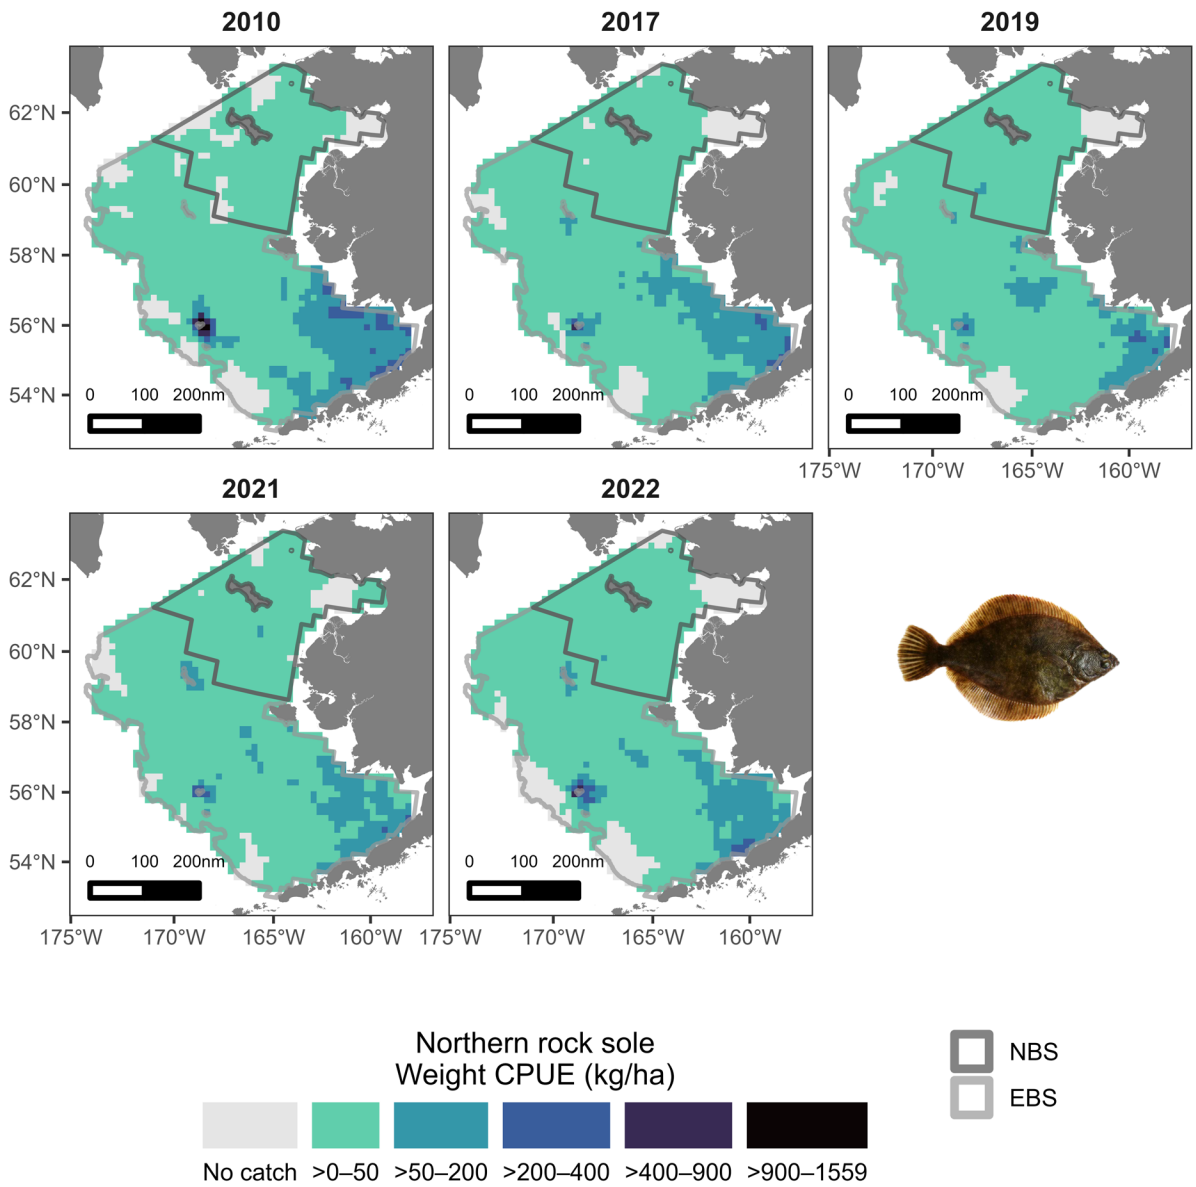 2010
2017
2019
62°N
60°N
58°N
56°N
54°N
0 100 200nm
0 100 200nm
0 100 200nm
175°W 170°W 165°W 160°W
2021
2022
62°N
60°N
58°N
56°N
54°N
0 100 200nm
0 100 200nm
175°W 170°W 165°W 160°W
175°W 170°W 165°W 160°W
Northern rock sole
Weight CPUE (kg/ha)
No catch >0–50 >50–200 >200–400 >400–900 >900–1559
NBS
EBS